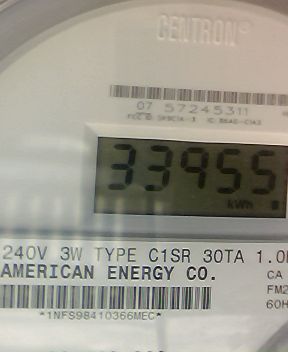 CENTRON®
07 57245311
33955
kWh
240V 3W TYPE C1SR 30TA 1.0
AMERICAN ENERGY CO.
CA
FM2
60H
*1NFS98410366MEC*